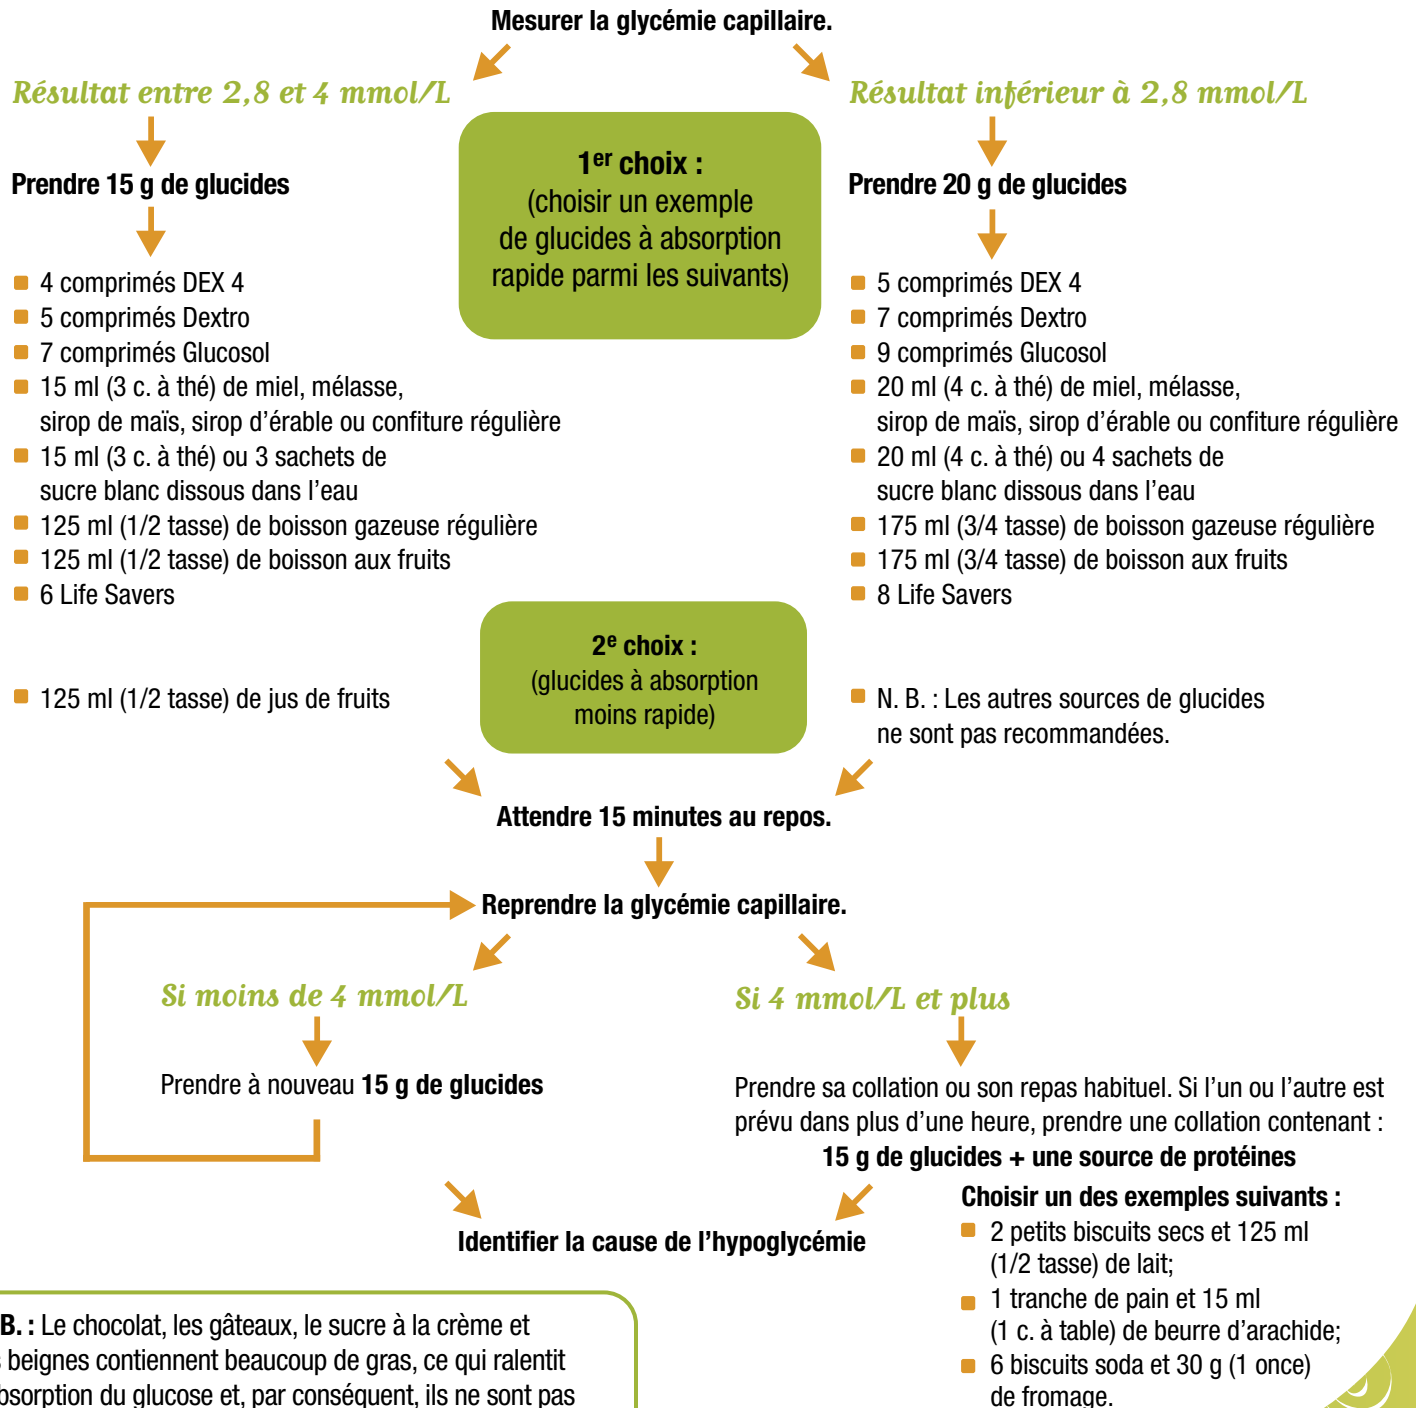 Mesurer la glycémie capillaire.
Résultat entre 2,8 et 4 mmol/L
Prendre 15 g de glucides
4 comprimés DEX 4
5 comprimés Dextro
7 comprimés Glucosol
15 ml (3 c. à thé) de miel, mélasse,
sirop de maïs, sirop d'érable ou confiture régulière
15 ml (3 c. à thé) ou 3 sachets de
sucre blanc dissous dans l'eau
125 ml (1/2 tasse) de boisson gazeuse régulière
125 ml (1/2 tasse) de boisson aux fruits
6 Life Savers
1er choix :
(choisir un exemple
de glucides à absorption
rapide parmi les suivants)
Résultat inférieur à 2,8 mmol/L
Prendre 20 g de glucides
5 comprimés DEX 4
7 comprimés Dextro
9 comprimés Glucosol
20 ml (4 c. à thé) de miel, mélasse,
sirop de maïs, sirop d'érable ou confiture régulière
20 ml (4 c. à thé) ou 4 sachets de
sucre blanc dissous dans l'eau
175 ml (3/4 tasse) de boisson gazeuse régulière
175 ml (3/4 tasse) de boisson aux fruits
8 Life Savers
125 ml (1/2 tasse) de jus de fruits
2e choix :
(glucides à absorption
moins rapide)
N. B. : Les autres sources de glucides
ne sont pas recommandées.
Attendre 15 minutes au repos.
Reprendre la glycémie capillaire.
Si moins de 4 mmol/L
Prendre à nouveau 15 g de glucides
Si 4 mmol/L et plus
Prendre sa collation ou son repas habituel. Si l'un ou l'autre est
prévu dans plus d'une heure, prendre une collation contenant :
15 g de glucides + une source de protéines
Choisir un des exemples suivants :
2 petits biscuits secs et 125 ml
(1/2 tasse) de lait;
1 tranche de pain et 15 ml
(1 c. à table) de beurre d'arachide;
6 biscuits soda et 30 g (1 once)
de fromage.
Identifier la cause de l'hypoglycémie
B. : Le chocolat, les gâteaux, le sucre à la crème et
s beignes contiennent beaucoup de gras, ce qui ralentit
bsorption du glucose et, par conséquent, ils ne sont pas